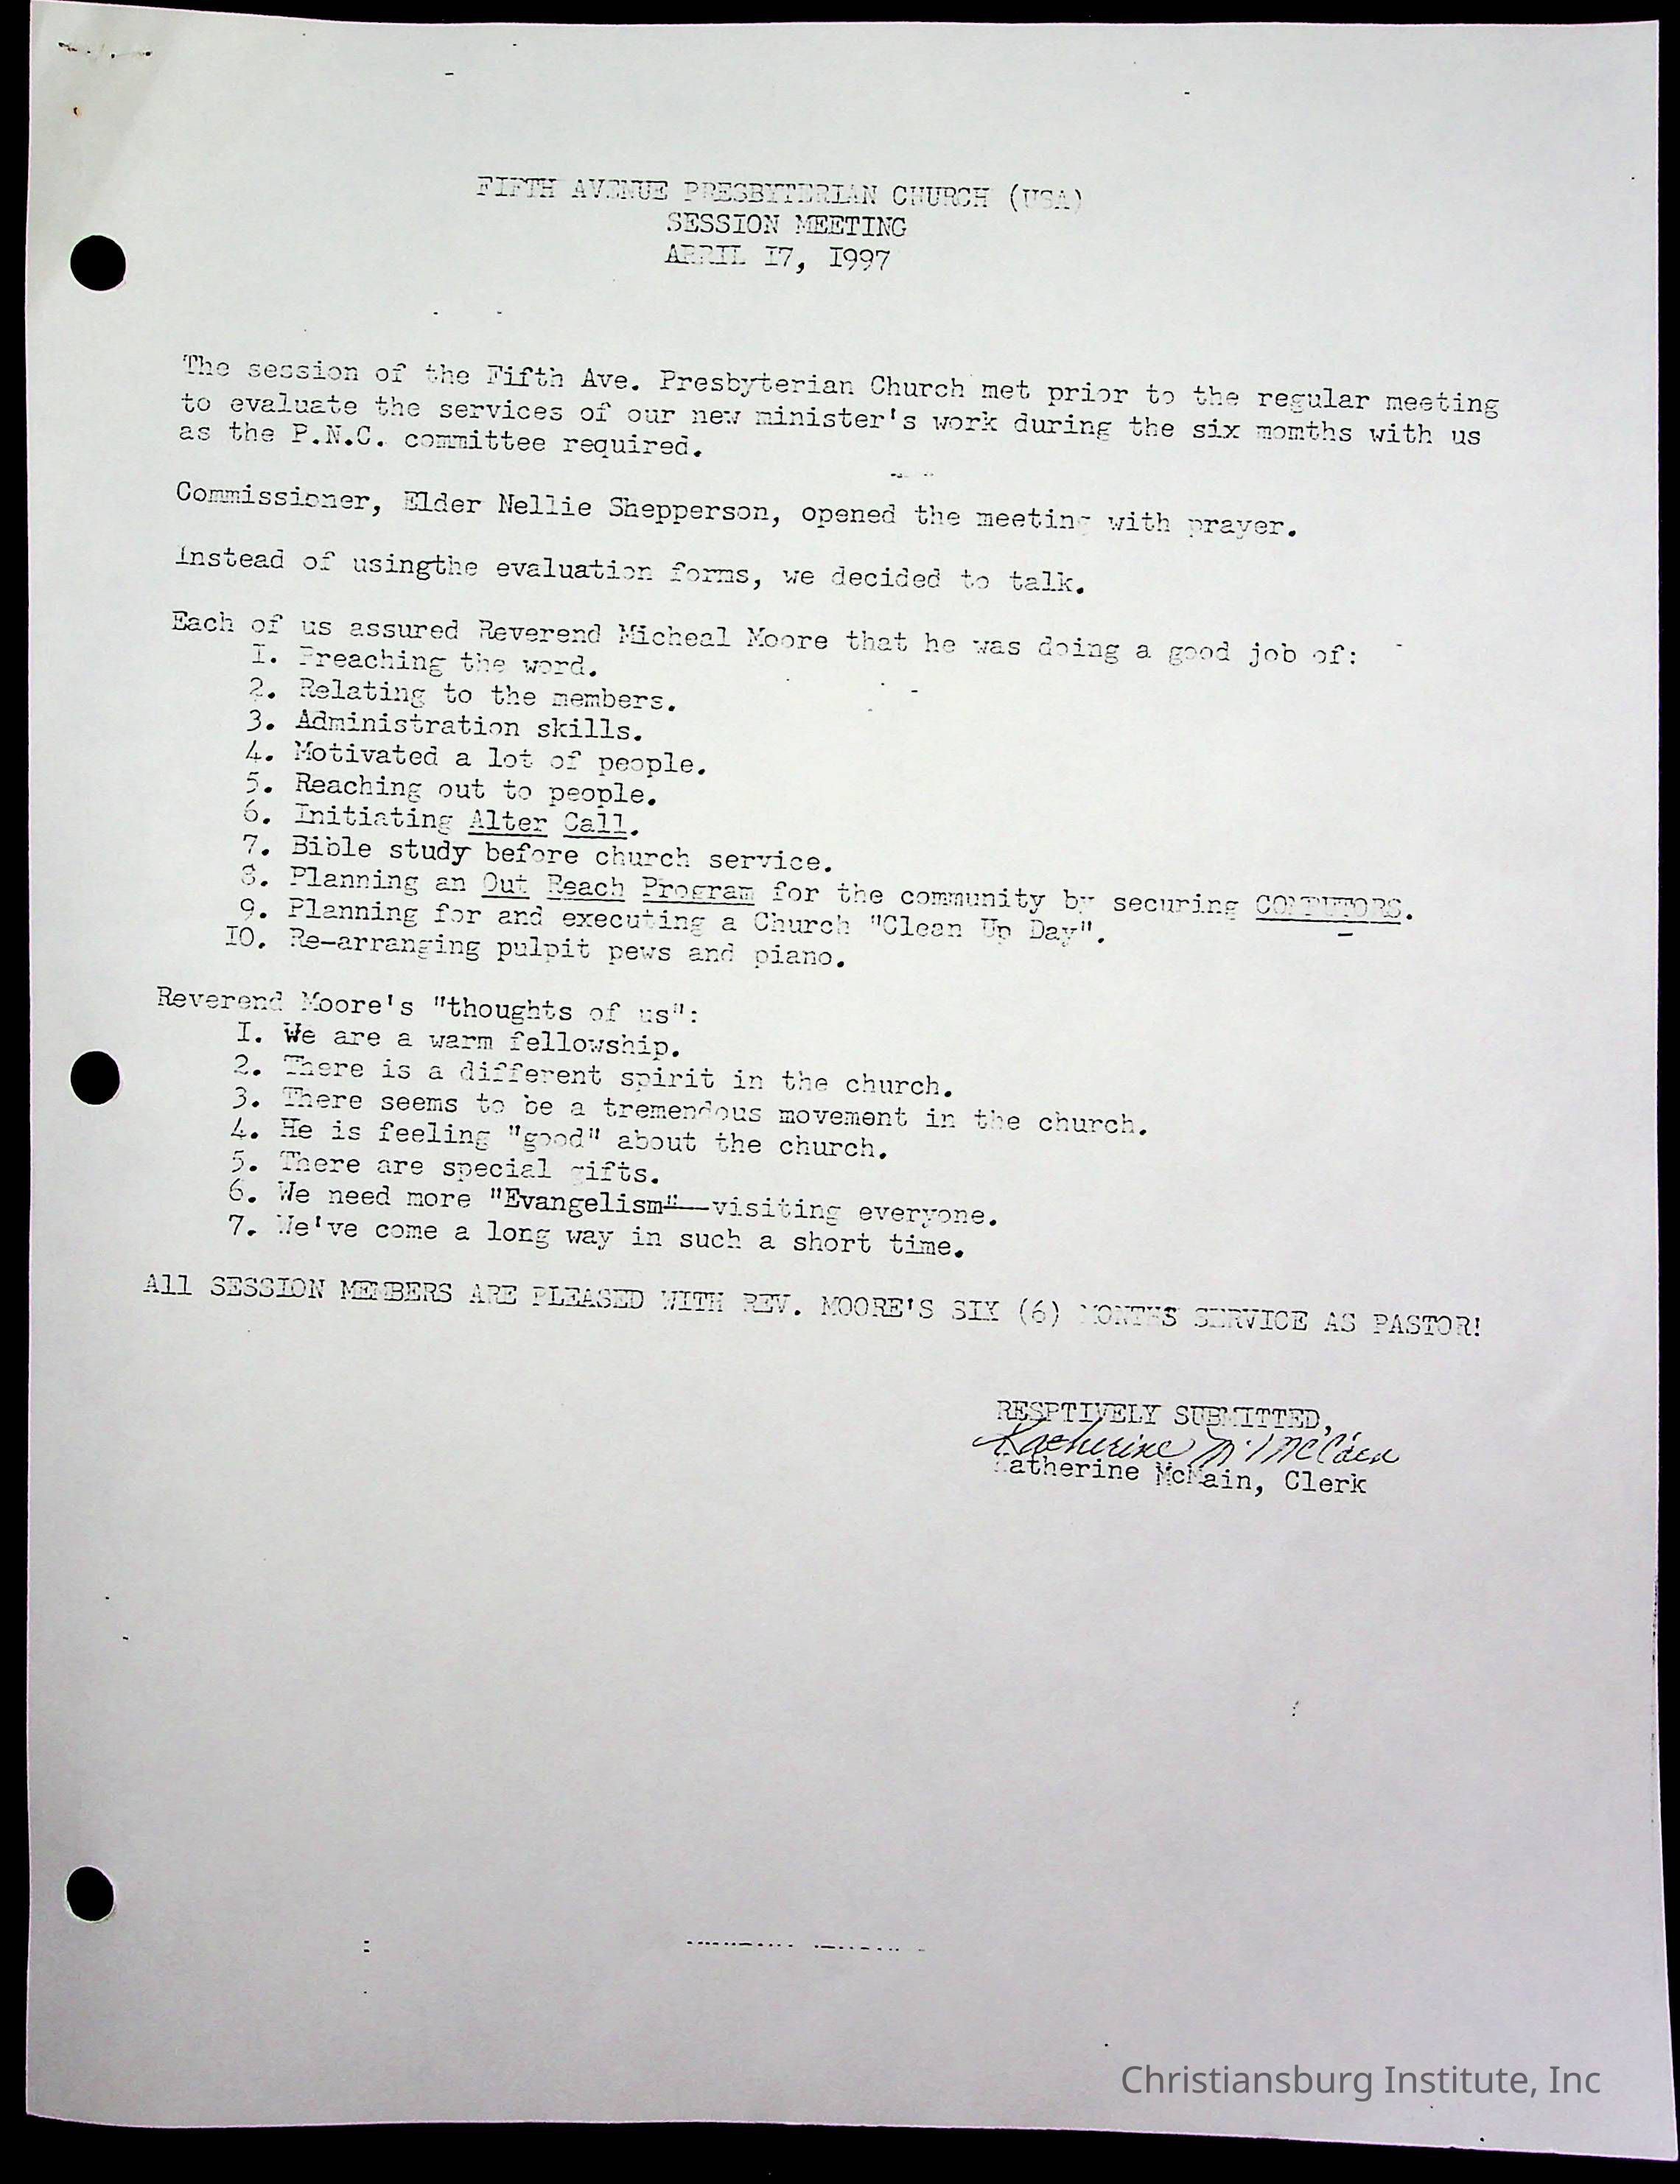 FIFTH AVENUE PRESBYTERIAN CHURCH (USA)
SESSION MEETING
APRIL I7, I997
The session of the Fifth Ave. Presbyterian Church met prior to the regular meeting
to evaluate the services of our new minister's work during the six momths with us
as the P.N.C. committee required.
Commissioner, Elder Nellie Shepperson, opened the meeting with prayer.
Instead of usingthe evaluation forms, we decided to talk.
Each of us assured Reverend Micheal Moore that he was doing a good job of:
I. Preaching the word.
2. Relating to the members.
3. Administration skills.
4. Motivated a lot of people.
5. Reaching out to people.
6. Initiating Alter Call.
7. Bible study before church service.
8. Planning an Out Reach Program for the community by securing COMPUTORS.
9. Planning for and executing a Church "Clean Up Day".
IO. Re-arranging pulpit pews and piano.
Reverend Moore's "thoughts of us":
I. We are a warm fellowship.
2. There is a different spirit in the church.
3. There seems to be a tremendous movement in the church.
4. He is feeling "good" about the church.
5. There are special gifts.
6. We need more "Evangelism"--visiting everyone.
7. We've come a long way in such a short time.
All SESSION MEMBERS ARE PLEASED WITH REV. MOORE'S SIX (6) MONTHS SERVICE AS PASTOR!
RESPTIVELY SUBMITTED,
Katherine
Katherine McMain, Clerk
Christiansburg Institute, Inc